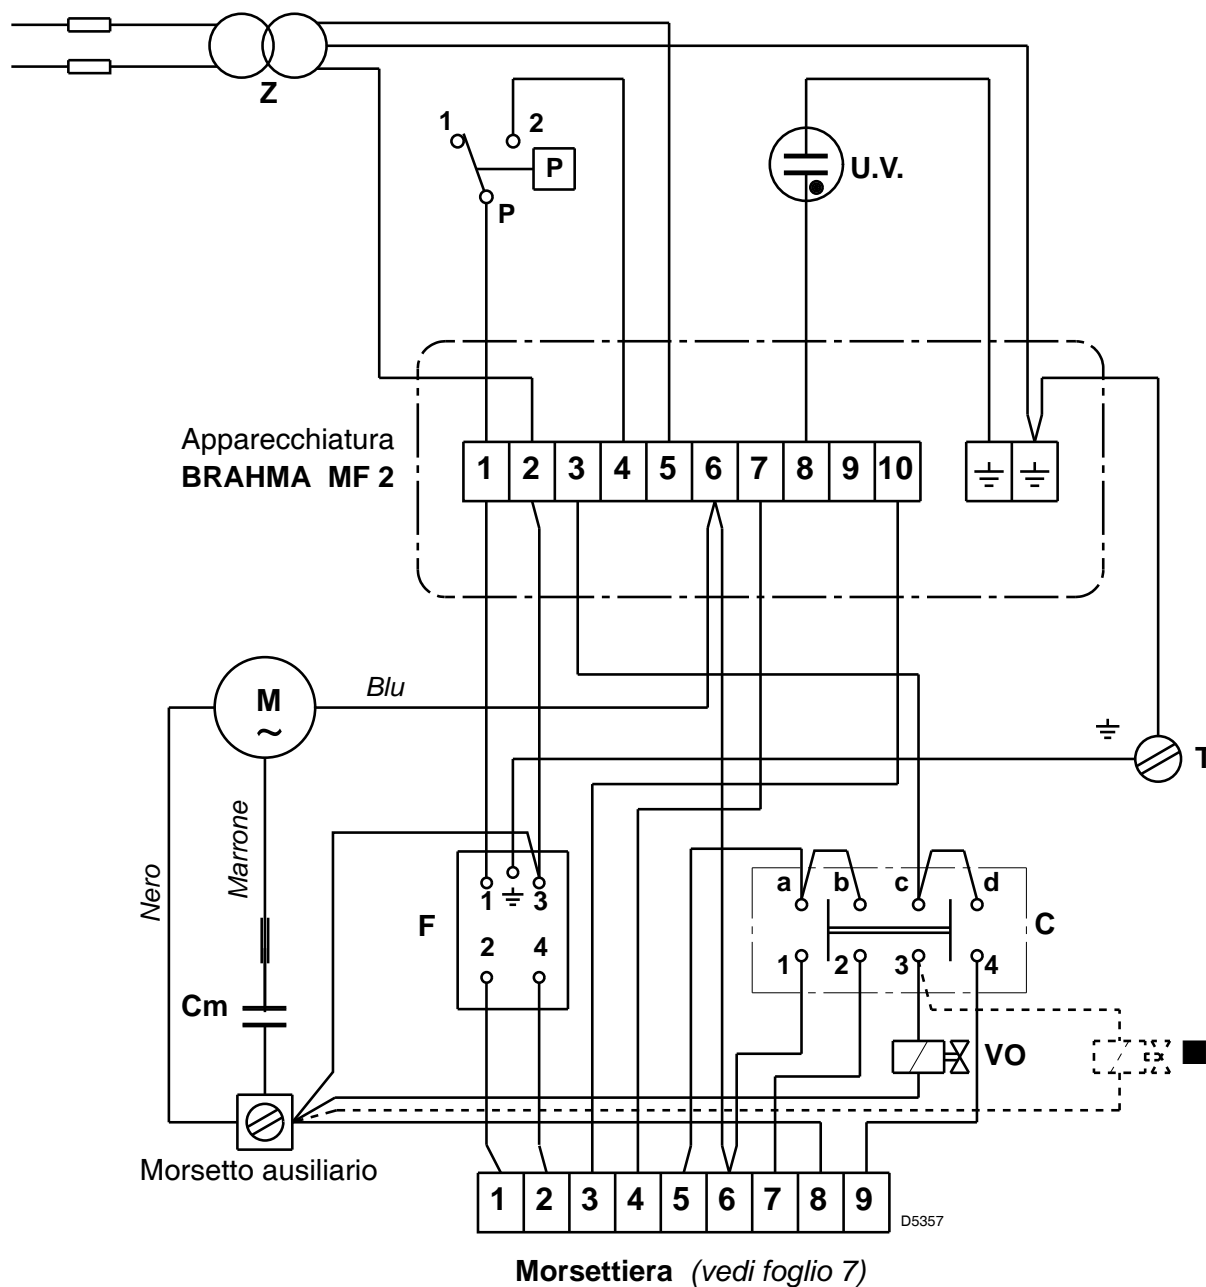 Z
1
2
P
P
U.V.
Apparecchiatura
BRAHMA MF 2
1 2 3 4 5 6 7 8 9 10
M
~
Blu
Nero
Marrone
T
F
1 3
2 4
a b c d
C
1 2 3 4
Cm
VO
Morsetto ausiliario
1 2 3 4 5 6 7 8 9
D5357
Morsettiera (vedi foglio 7)